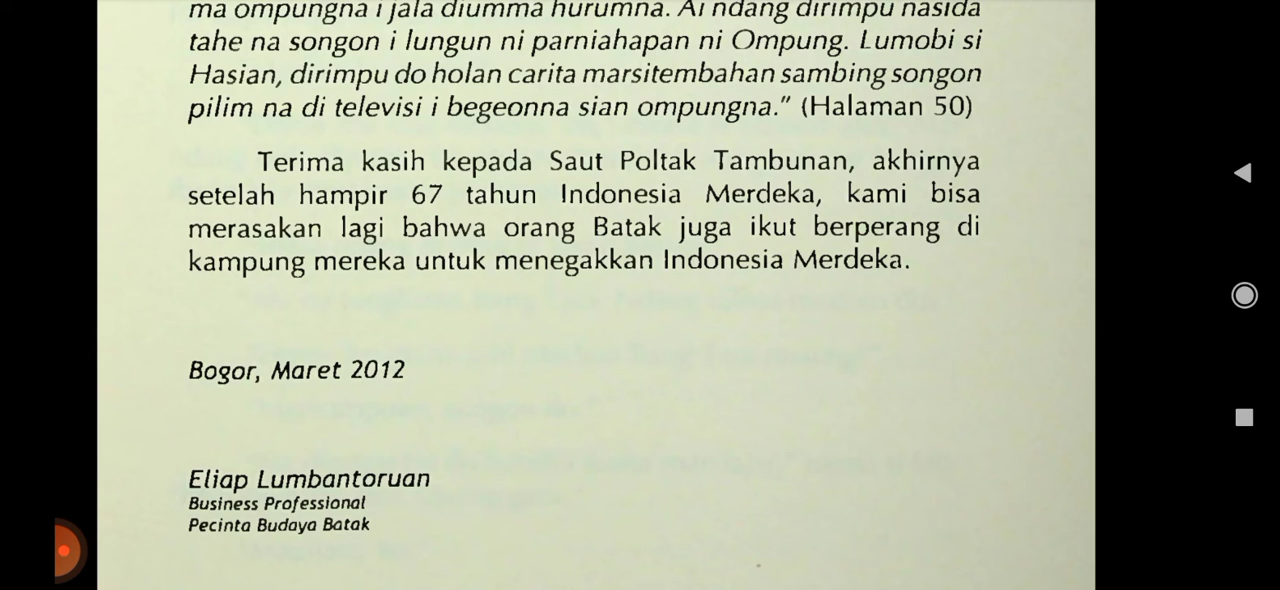 ma ompungna i jala diumma hurumna. Ai ndang dirimpu nasida
tahe na songon i lungun ni parniahapan ni Ompung. Lumobi si
Hasian, dirimpu do holan carita marsitembahan sambing songon
pilim na di televisi i begeonna sian ompungna." (Halaman 50)
Terima kasih kepada Saut Poltak Tambunan, akhirnya
setelah hampir 67 tahun Indonesia Merdeka, kami bisa
merasakan lagi bahwa orang Batak juga ikut berperang di
kampung mereka untuk menegakkan Indonesia Merdeka.
Bogor, Maret 2012
Eliap Lumbantoruan
Business Professional
Pecinta Budaya Batak